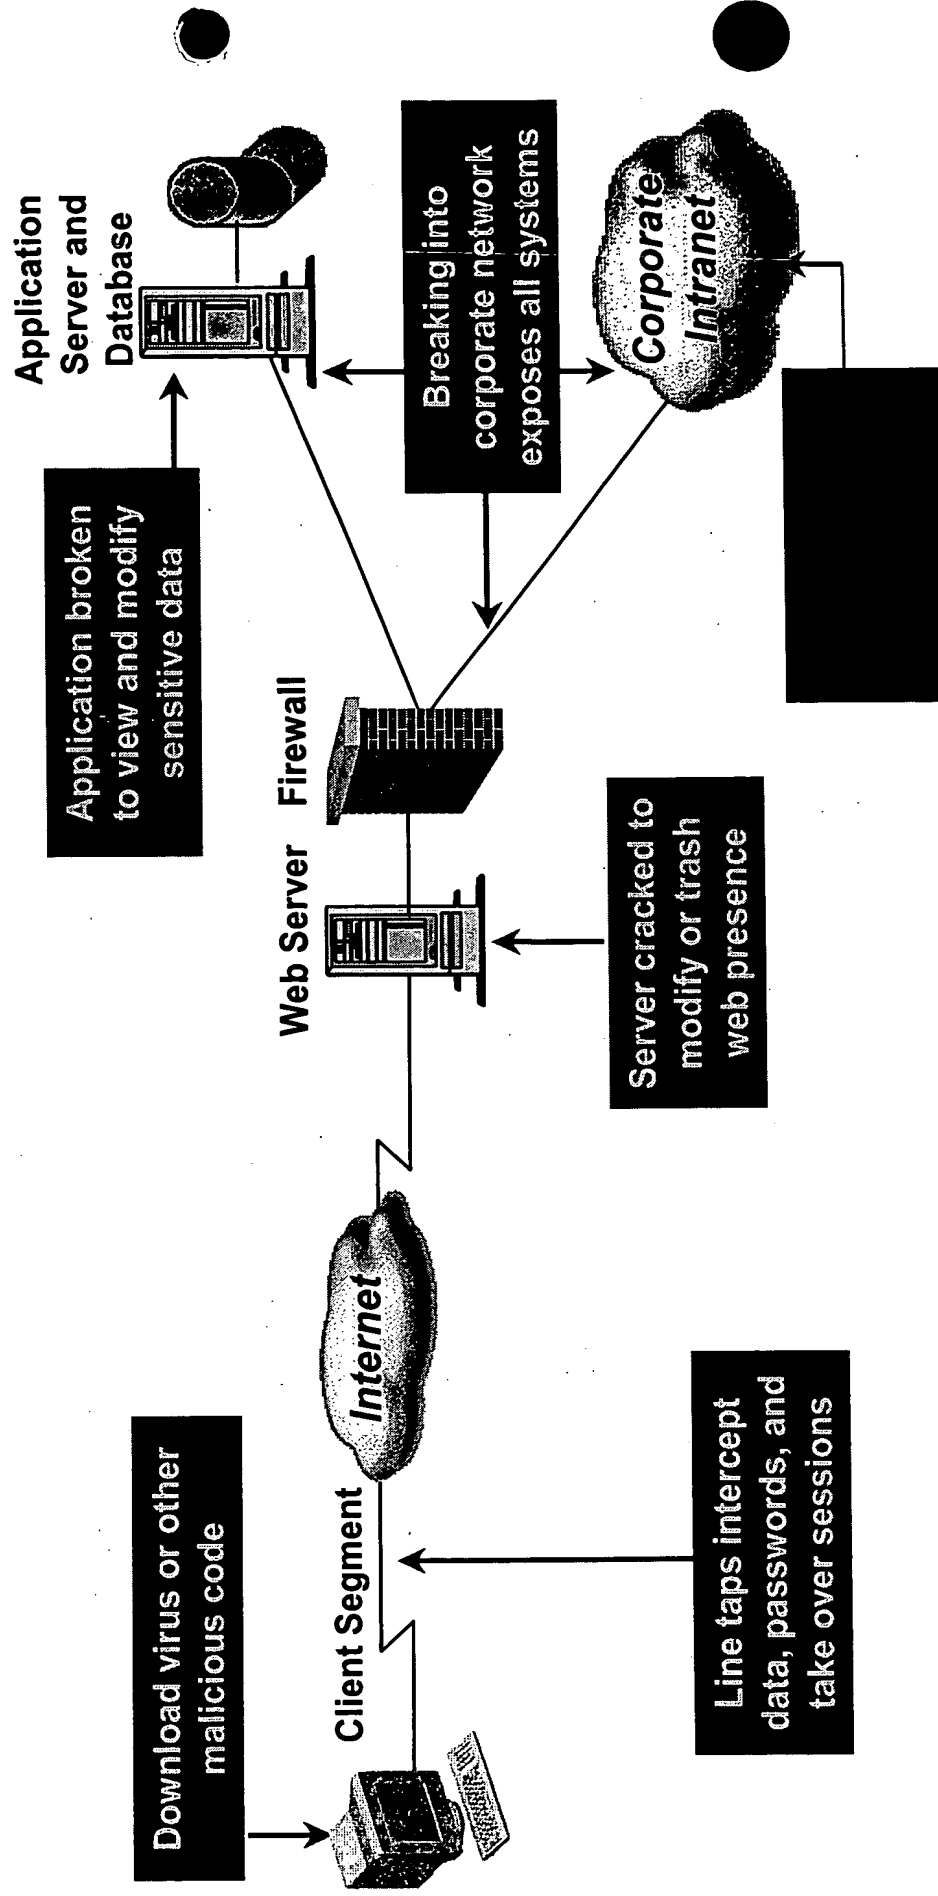 Download virus or other
malicious code
Client Segment
Line taps intercept
data, passwords, and
take over sessions
Internet
Web Server
Server cracked to
modify or trash
web presence
Firewall
Application broken
to view and modify
sensitive data
Application
Server and
Database
Breaking into
corporate network
exposes all systems
Corporate
Intranet